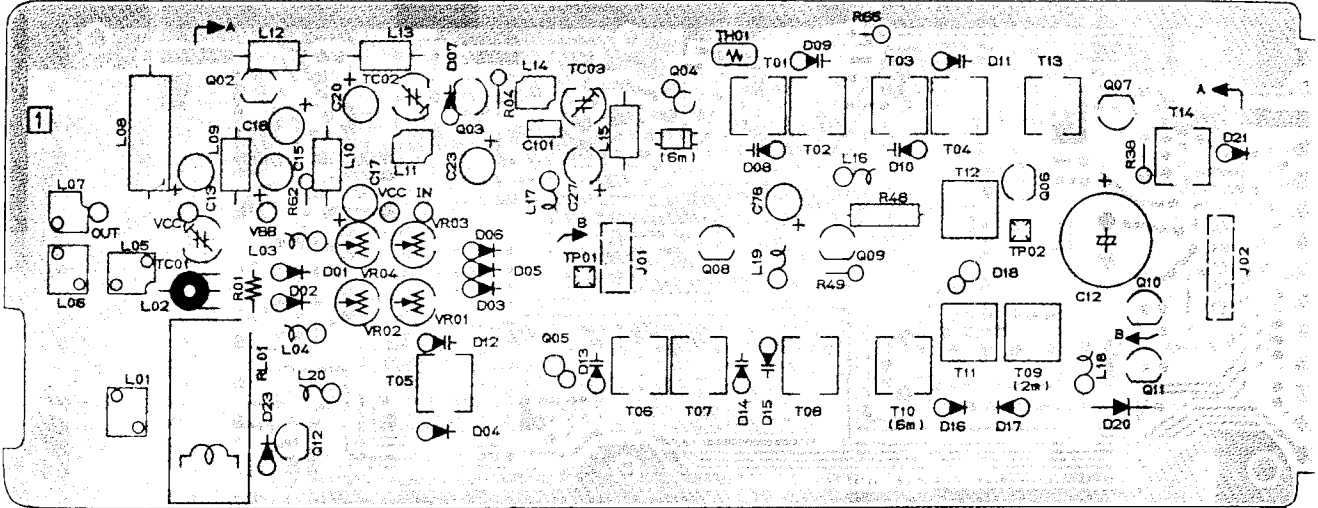 A
L12
L13
D07
R66
TH01
D09
Q02
TC02
L14
TC03
Q04
T01
T03
D11
T13
Q07
A
1
L08
L09
C18
C20
R04
Q03
C101
L15
(6m)
T14
D21
C15
L10
L11
C23
D08
T02
L16
D10
T04
R38
L07
C13
R62
C17
VCC IN
L17
C27
C78
R48
T12
Q06
OUT
VCC
VBB
VR03
B
L05
L03
D06
TP01
J01
Q08
L19
Q09
TP02
J02
TC01
R01
D01
VR04
D05
R49
D18
L06
L02
D02
D03
C12
Q10
VR02
VR01
B
L04
D12
Q05
D13
L18
RL01
L20
T05
T11
T09
(2m)
Q11
L01
D23
T06
T07
D14
D15
T08
T10
(6m)
D16
D17
D20
Q12
D04